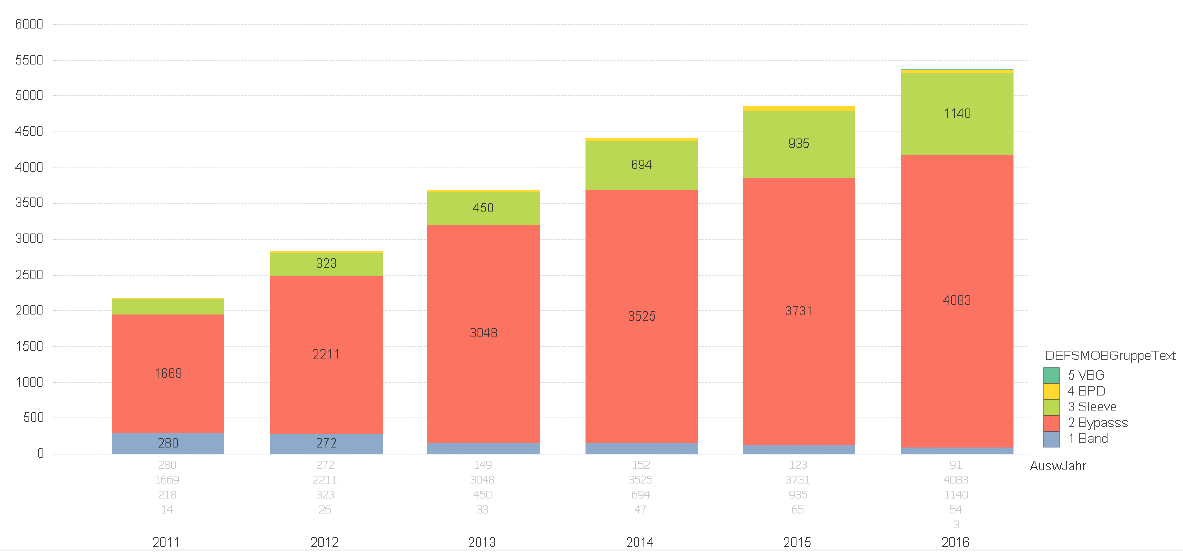 6000
5500
5000
4500
4000
3500
3000
2500
2000
1500
1000
500
0
1140
935
694
450
323
4083
3731
3525
3048
2211
1669
280
272
DEFSMOBGruppeText
5 VBG
4 BPD
3 Sleeve
2 Bypasss
1 Band
AuswJahr
280 272 149 152 123 91
1669 2211 3048 3525 3731 4083
218 323 450 694 935 1140
14 26 33 47 65 54
3
2011 2012 2013 2014 2015 2016